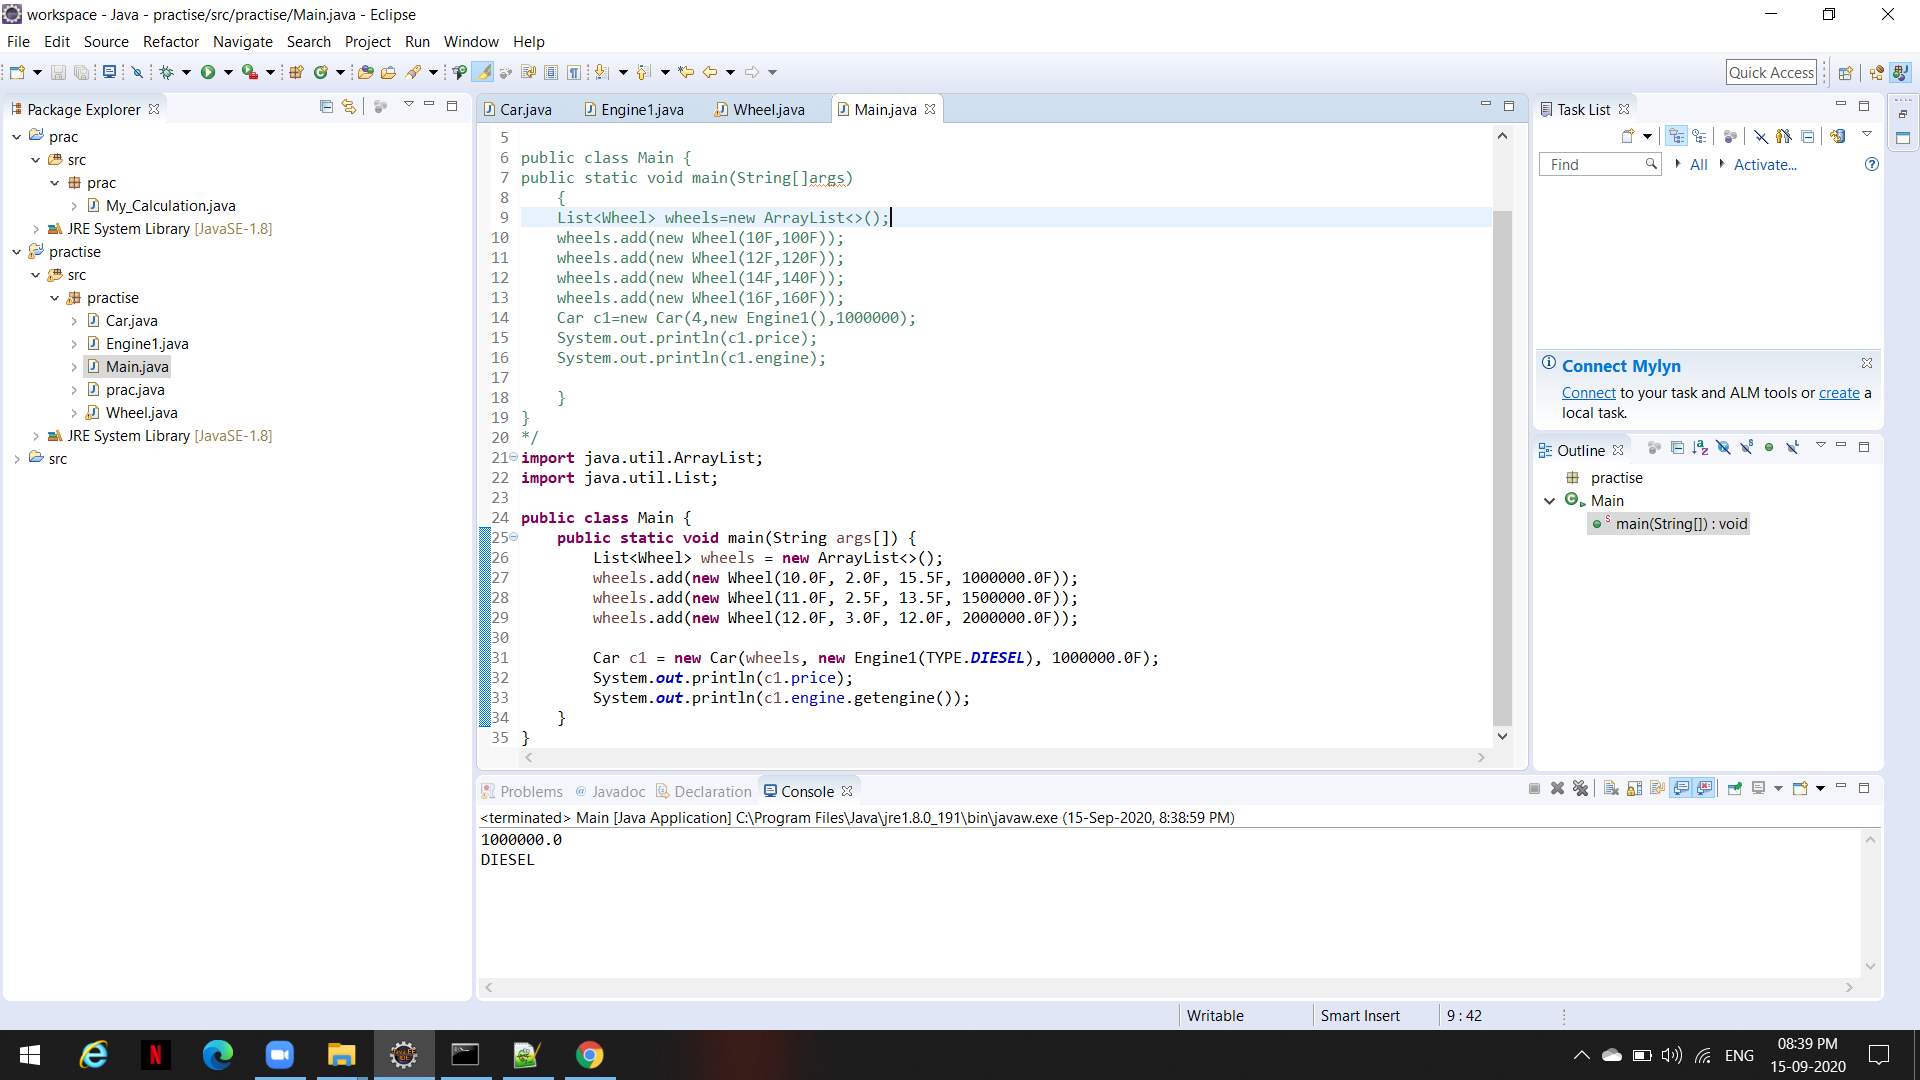 workspace - Java - practise/src/practise/Main.java - Eclipse
File Edit Source Refactor Navigate Search Project Run Window Help
Quick Access
Package Explorer
prac
src
prac
My_Calculation.java
JRE System Library [JavaSE-1.8]
practise
src
practise
Car.java
Engine1.java
Main.java
prac.java
Wheel.java
JRE System Library [JavaSE-1.8]
src
Car.java Engine1.java Wheel.java Main.java
5
6 public class Main {
7 public static void main(String[]args)
8     {
9     List<Wheel> wheels=new ArrayList<>();
10     wheels.add(new Wheel(10F,100F));
11     wheels.add(new Wheel(12F,120F));
12     wheels.add(new Wheel(14F,140F));
13     wheels.add(new Wheel(16F,160F));
14     Car c1=new Car(4,new Engine1(),1000000);
15     System.out.println(c1.price);
16     System.out.println(c1.engine);
17
18     }
19 }
20 */
21 import java.util.ArrayList;
22 import java.util.List;
23
24 public class Main {
25     public static void main(String args[]) {
26         List<Wheel> wheels = new ArrayList<>();
27         wheels.add(new Wheel(10.0F, 2.0F, 15.5F, 1000000.0F));
28         wheels.add(new Wheel(11.0F, 2.5F, 13.5F, 1500000.0F));
29         wheels.add(new Wheel(12.0F, 3.0F, 12.0F, 2000000.0F));
30
31         Car c1 = new Car(wheels, new Engine1(TYPE.DIESEL), 1000000.0F);
32         System.out.println(c1.price);
33         System.out.println(c1.engine.getengine());
34     }
35 }
Task List
Find All Activate...
Connect Mylyn
Connect to your task and ALM tools or create a
local task.
Outline
practise
Main
main(String[]) : void
Problems @ Javadoc Declaration Console
<terminated> Main [Java Application] C:\Program Files\Java\jre1.8.0_191\bin\javaw.exe (15-Sep-2020, 8:38:59 PM)
1000000.0
DIESEL
Writable Smart Insert 9 : 42
ENG
08:39 PM
15-09-2020